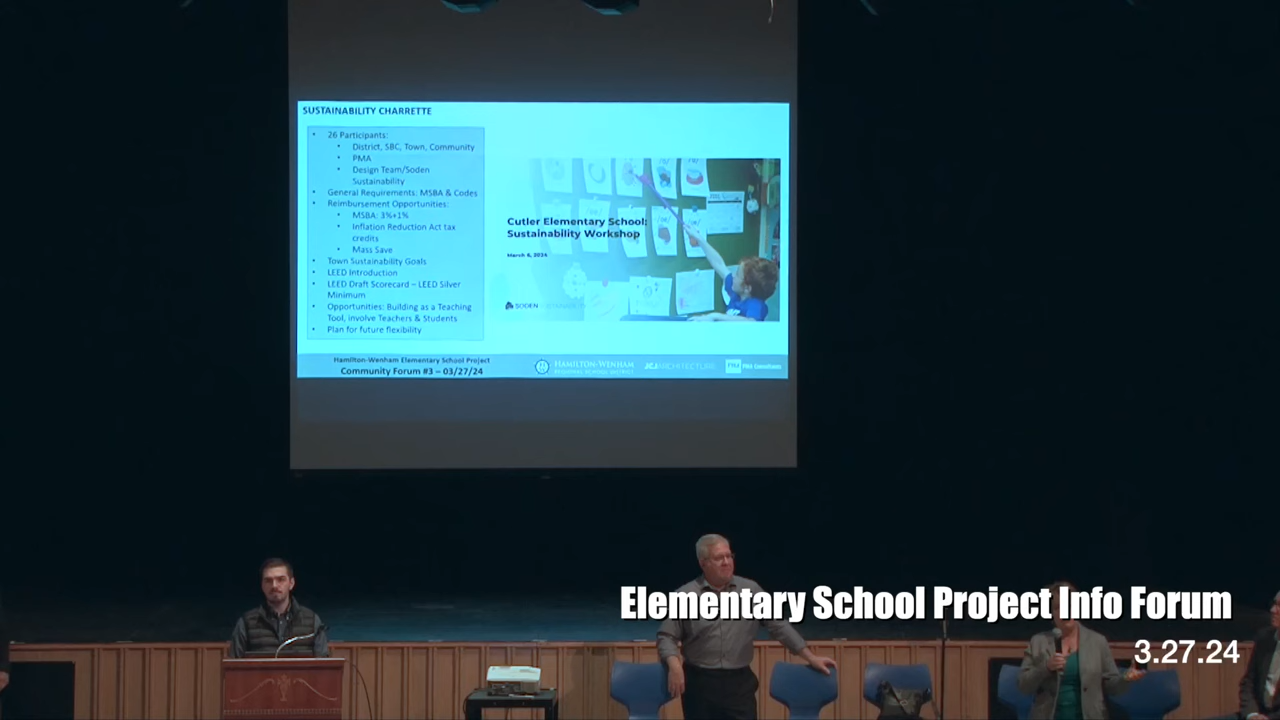 SUSTAINABILITY CHARRETTE
• 26 Participants:
• District, SBC, Town, Community
• PMA
• Design Team/Soden
Sustainability
• General Requirements: MSBA & Codes
• Reimbursement Opportunities:
• MSBA: 3%+1%
• Inflation Reduction Act tax
credits
• Mass Save
• Town Sustainability Goals
• LEED Introduction
• LEED Draft Scorecard – LEED Silver
Minimum
• Opportunities: Building as a Teaching
Tool, involve Teachers & Students
• Plan for future flexibility
Cutler Elementary School:
Sustainability Workshop
March 6, 2024
SODEN
Hamilton-Wenham Elementary School Project
Community Forum #3 – 03/27/24
HAMILTON-WENHAM
REGIONAL SCHOOL DISTRICT
JCJARCHITECTURE
PMA
PMA Consultants
Elementary School Project Info Forum
3.27.24